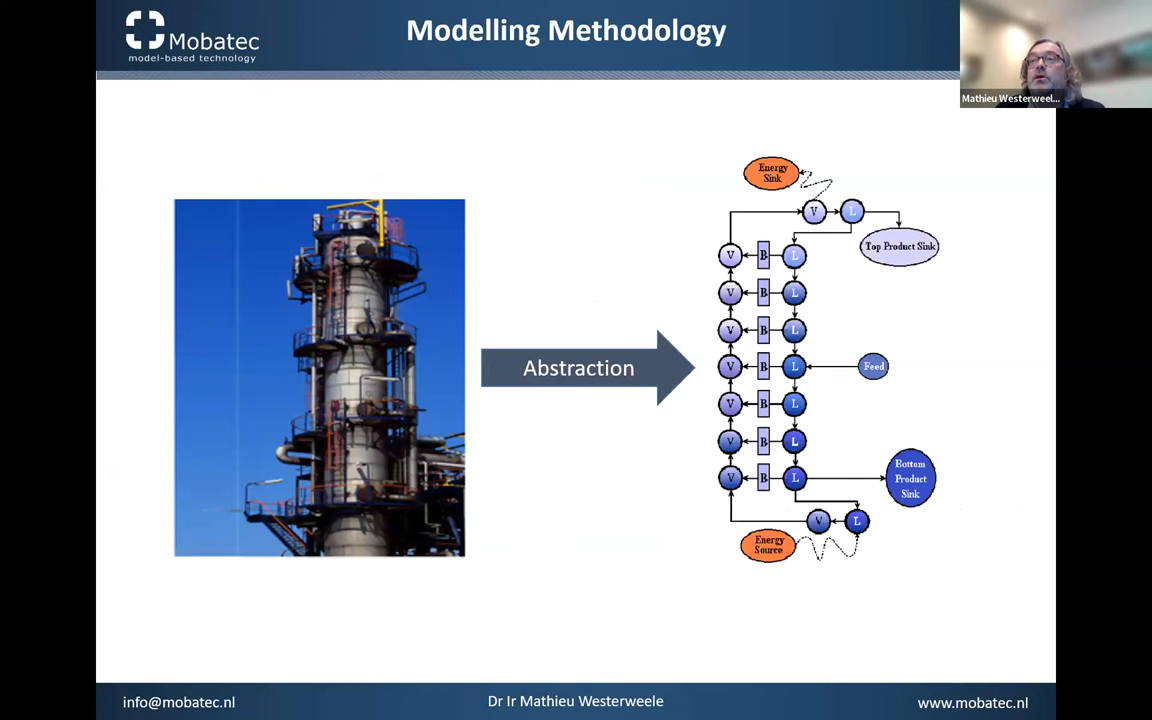 Mobatec
model-based technology
Modelling Methodology
Mathieu Westerweel...
Energy
Sink
V
L
Top Product Sink
V B L
V B L
V B L
V B L
Feed
V B L
V B L
V B L
Bottom
Product
Sink
V
L
Energy
Source
Abstraction
info@mobatec.nl
Dr Ir Mathieu Westerweele
www.mobatec.nl